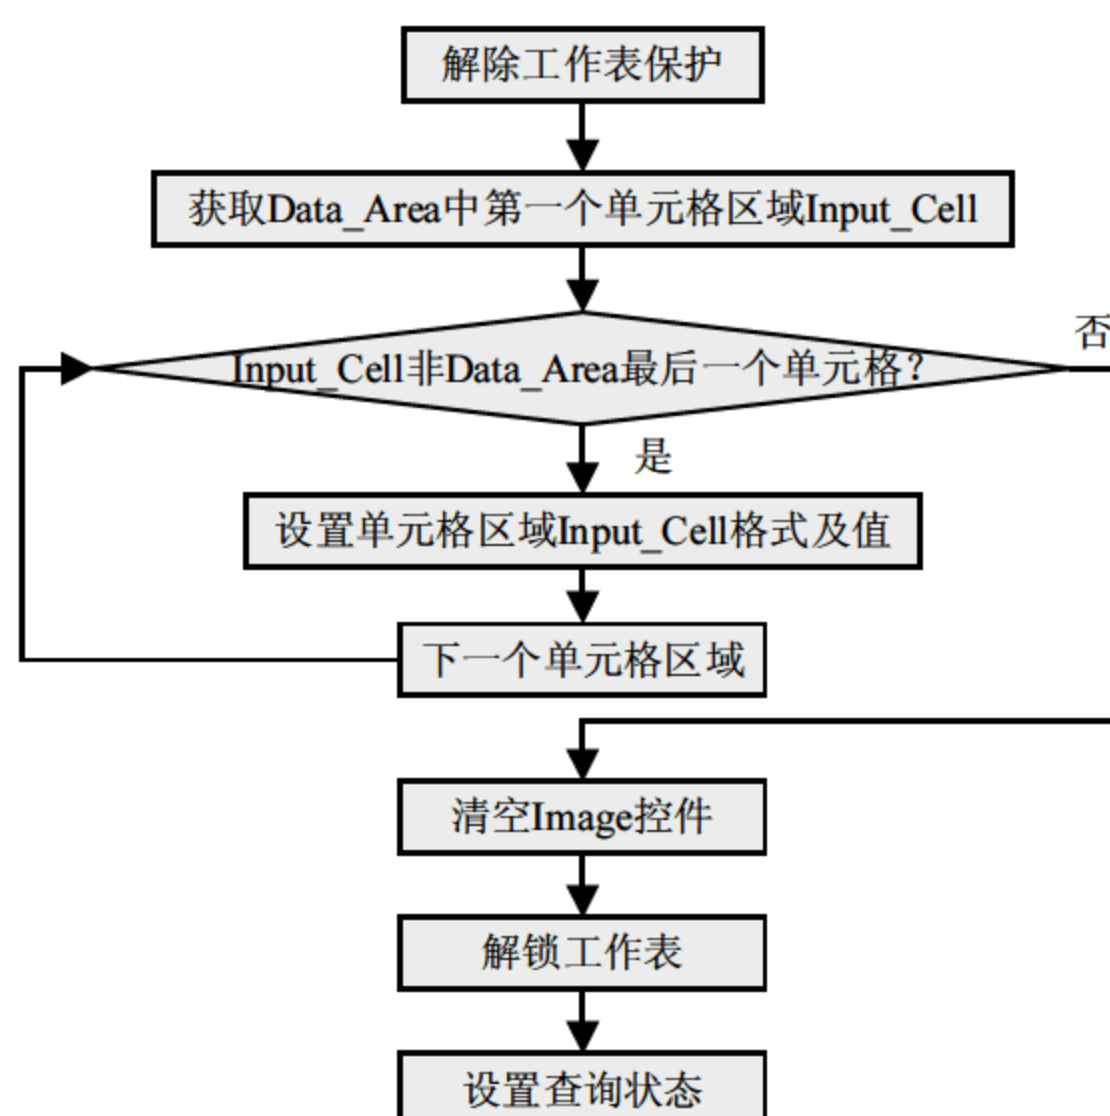 解除工作表保护
获取Data_Area中第一个单元格区域Input_Cell
否
Input_Cell非Data_Area最后一个单元格？
是
设置单元格区域Input_Cell格式及值
下一个单元格区域
清空Image控件
解锁工作表
设置查询状态